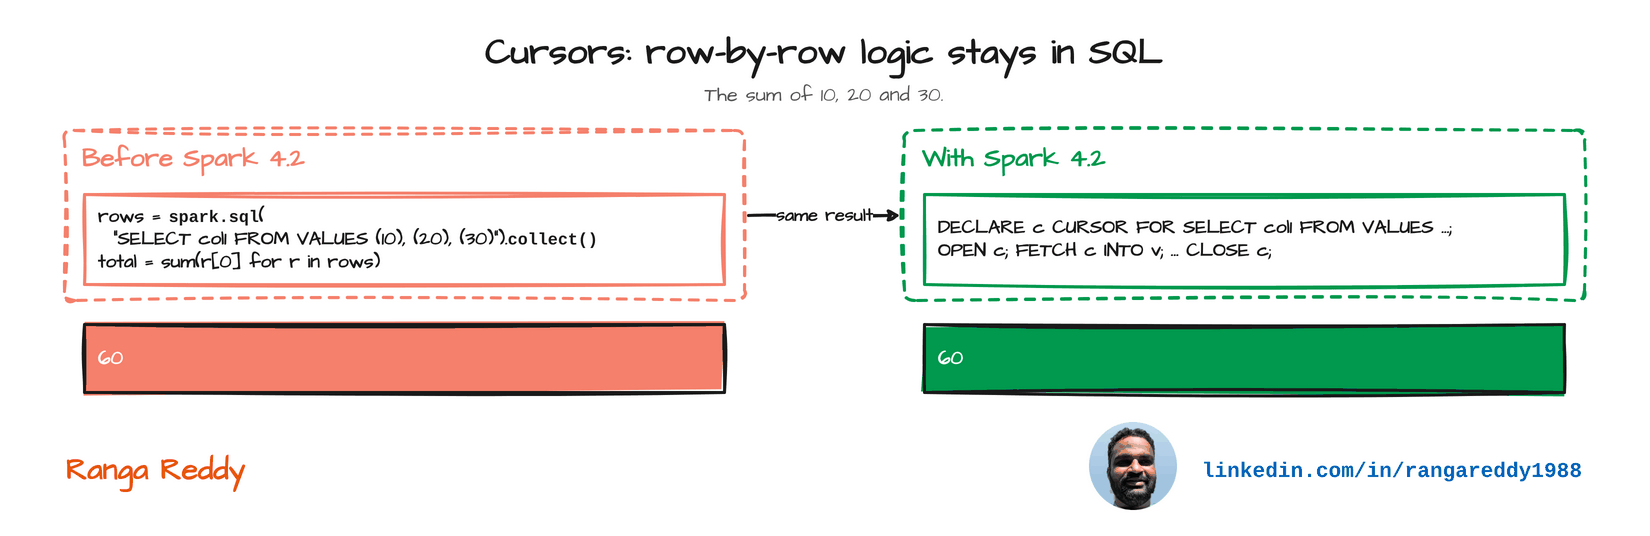 Cursors: row-by-row logic stays in SQL
The sum of 10, 20 and 30.
Before Spark 4.2
rows = spark.sql(
"SELECT col1 FROM VALUES (10), (20), (30)").collect()
total = sum(r[0] for r in rows)
60
same result
With Spark 4.2
DECLARE c CURSOR FOR SELECT col1 FROM VALUES ...;
OPEN c; FETCH c INTO v; ... CLOSE c;
60
Ranga Reddy
linkedin.com/in/rangareddy1988